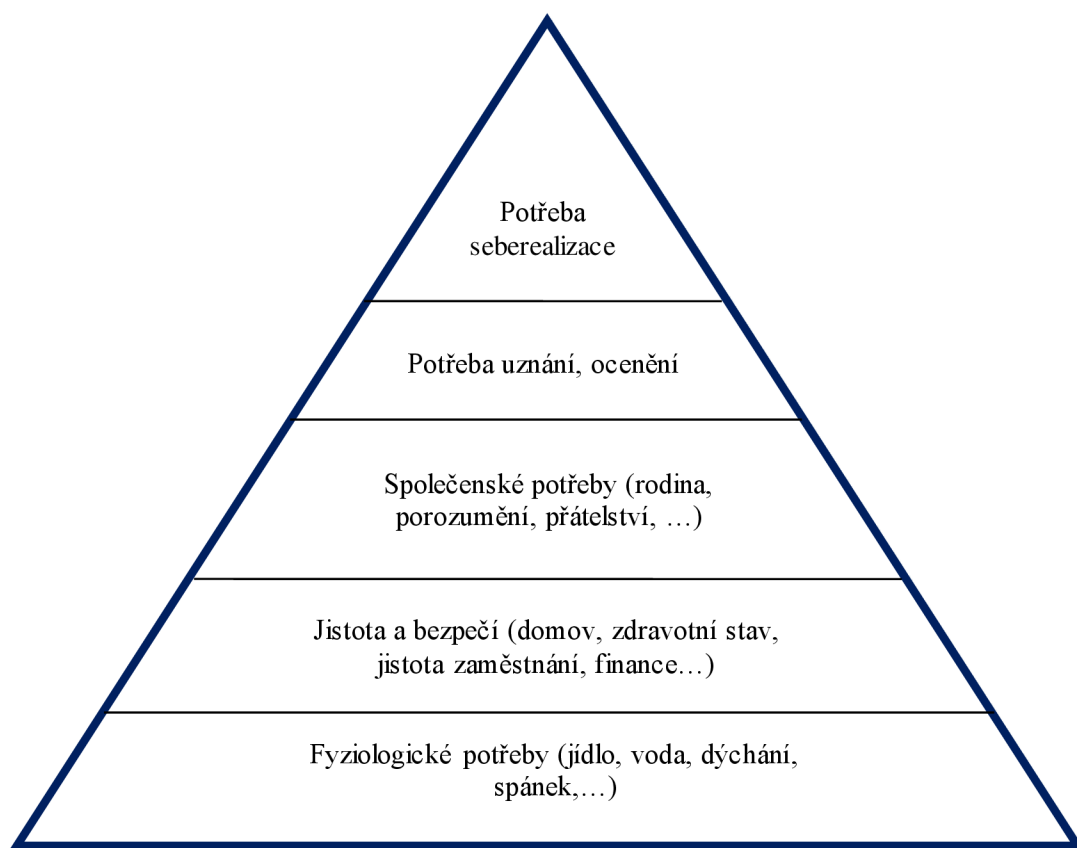 Potřeba
seberealizace
Potřeba uznání, ocenění
Společenské potřeby (rodina,
porozumění, přátelství, …)
Jistota a bezpečí (domov, zdravotní stav,
jistota zaměstnání, finance…)
Fyziologické potřeby (jídlo, voda, dýchání,
spánek,…)